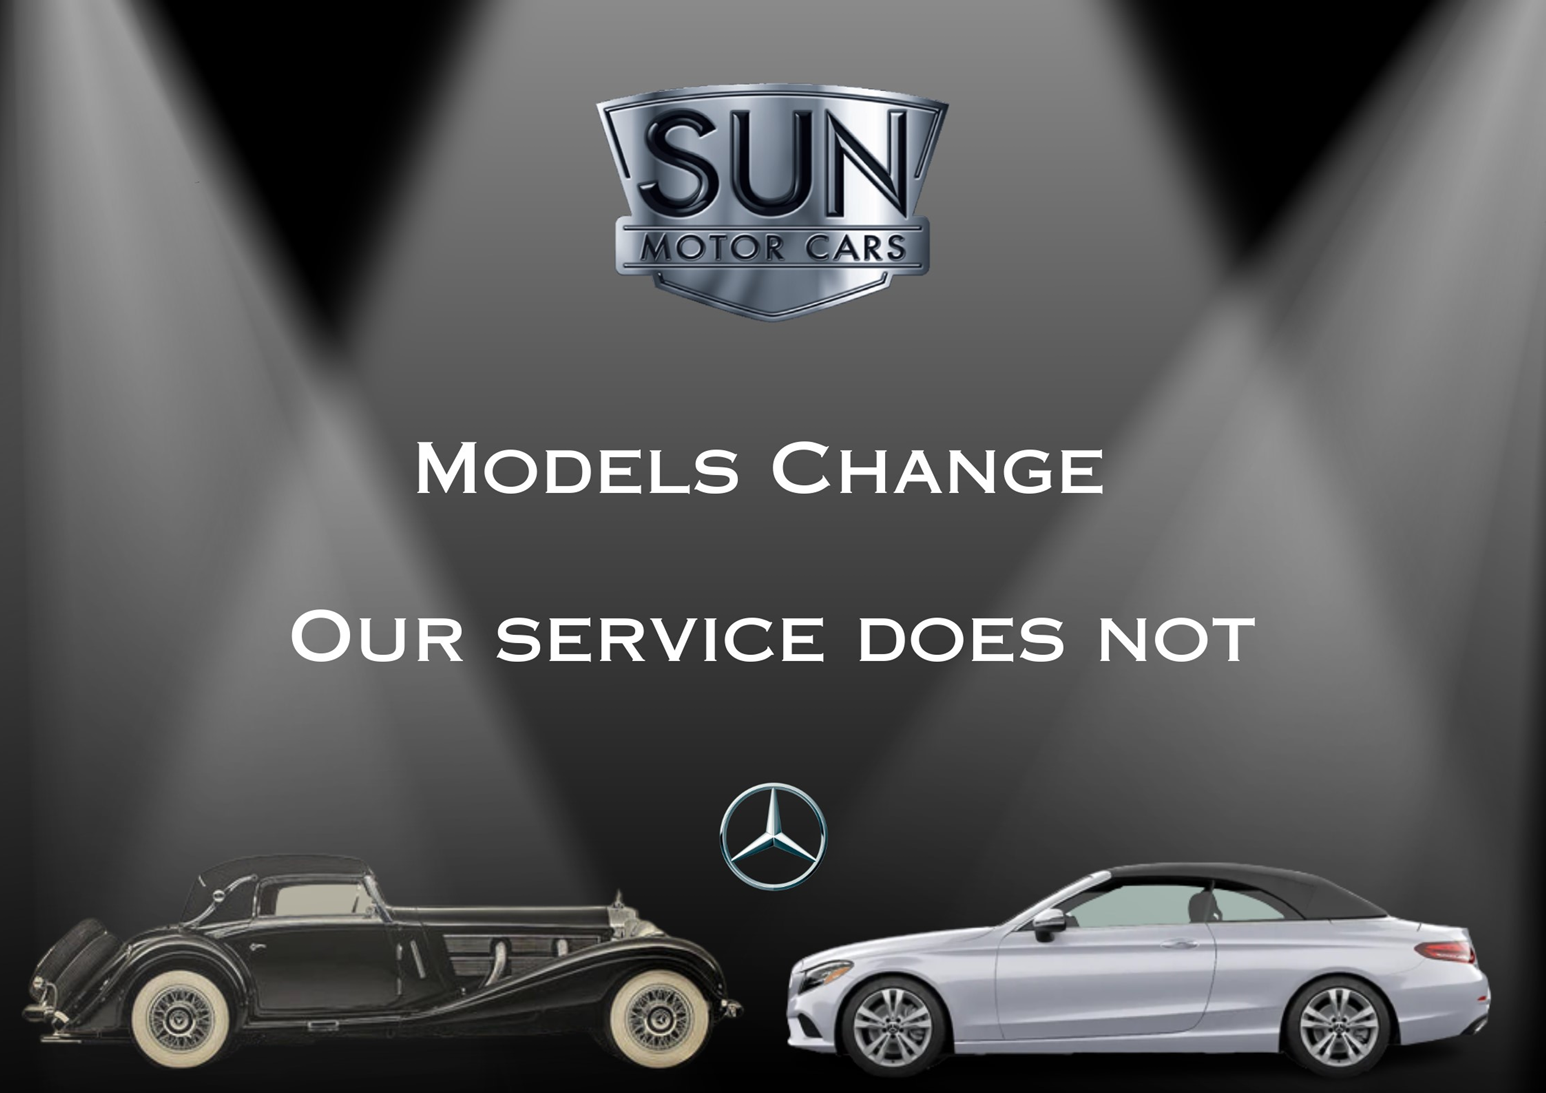 SUN
MOTOR CARS
MODELS CHANGE
OUR SERVICE DOES NOT